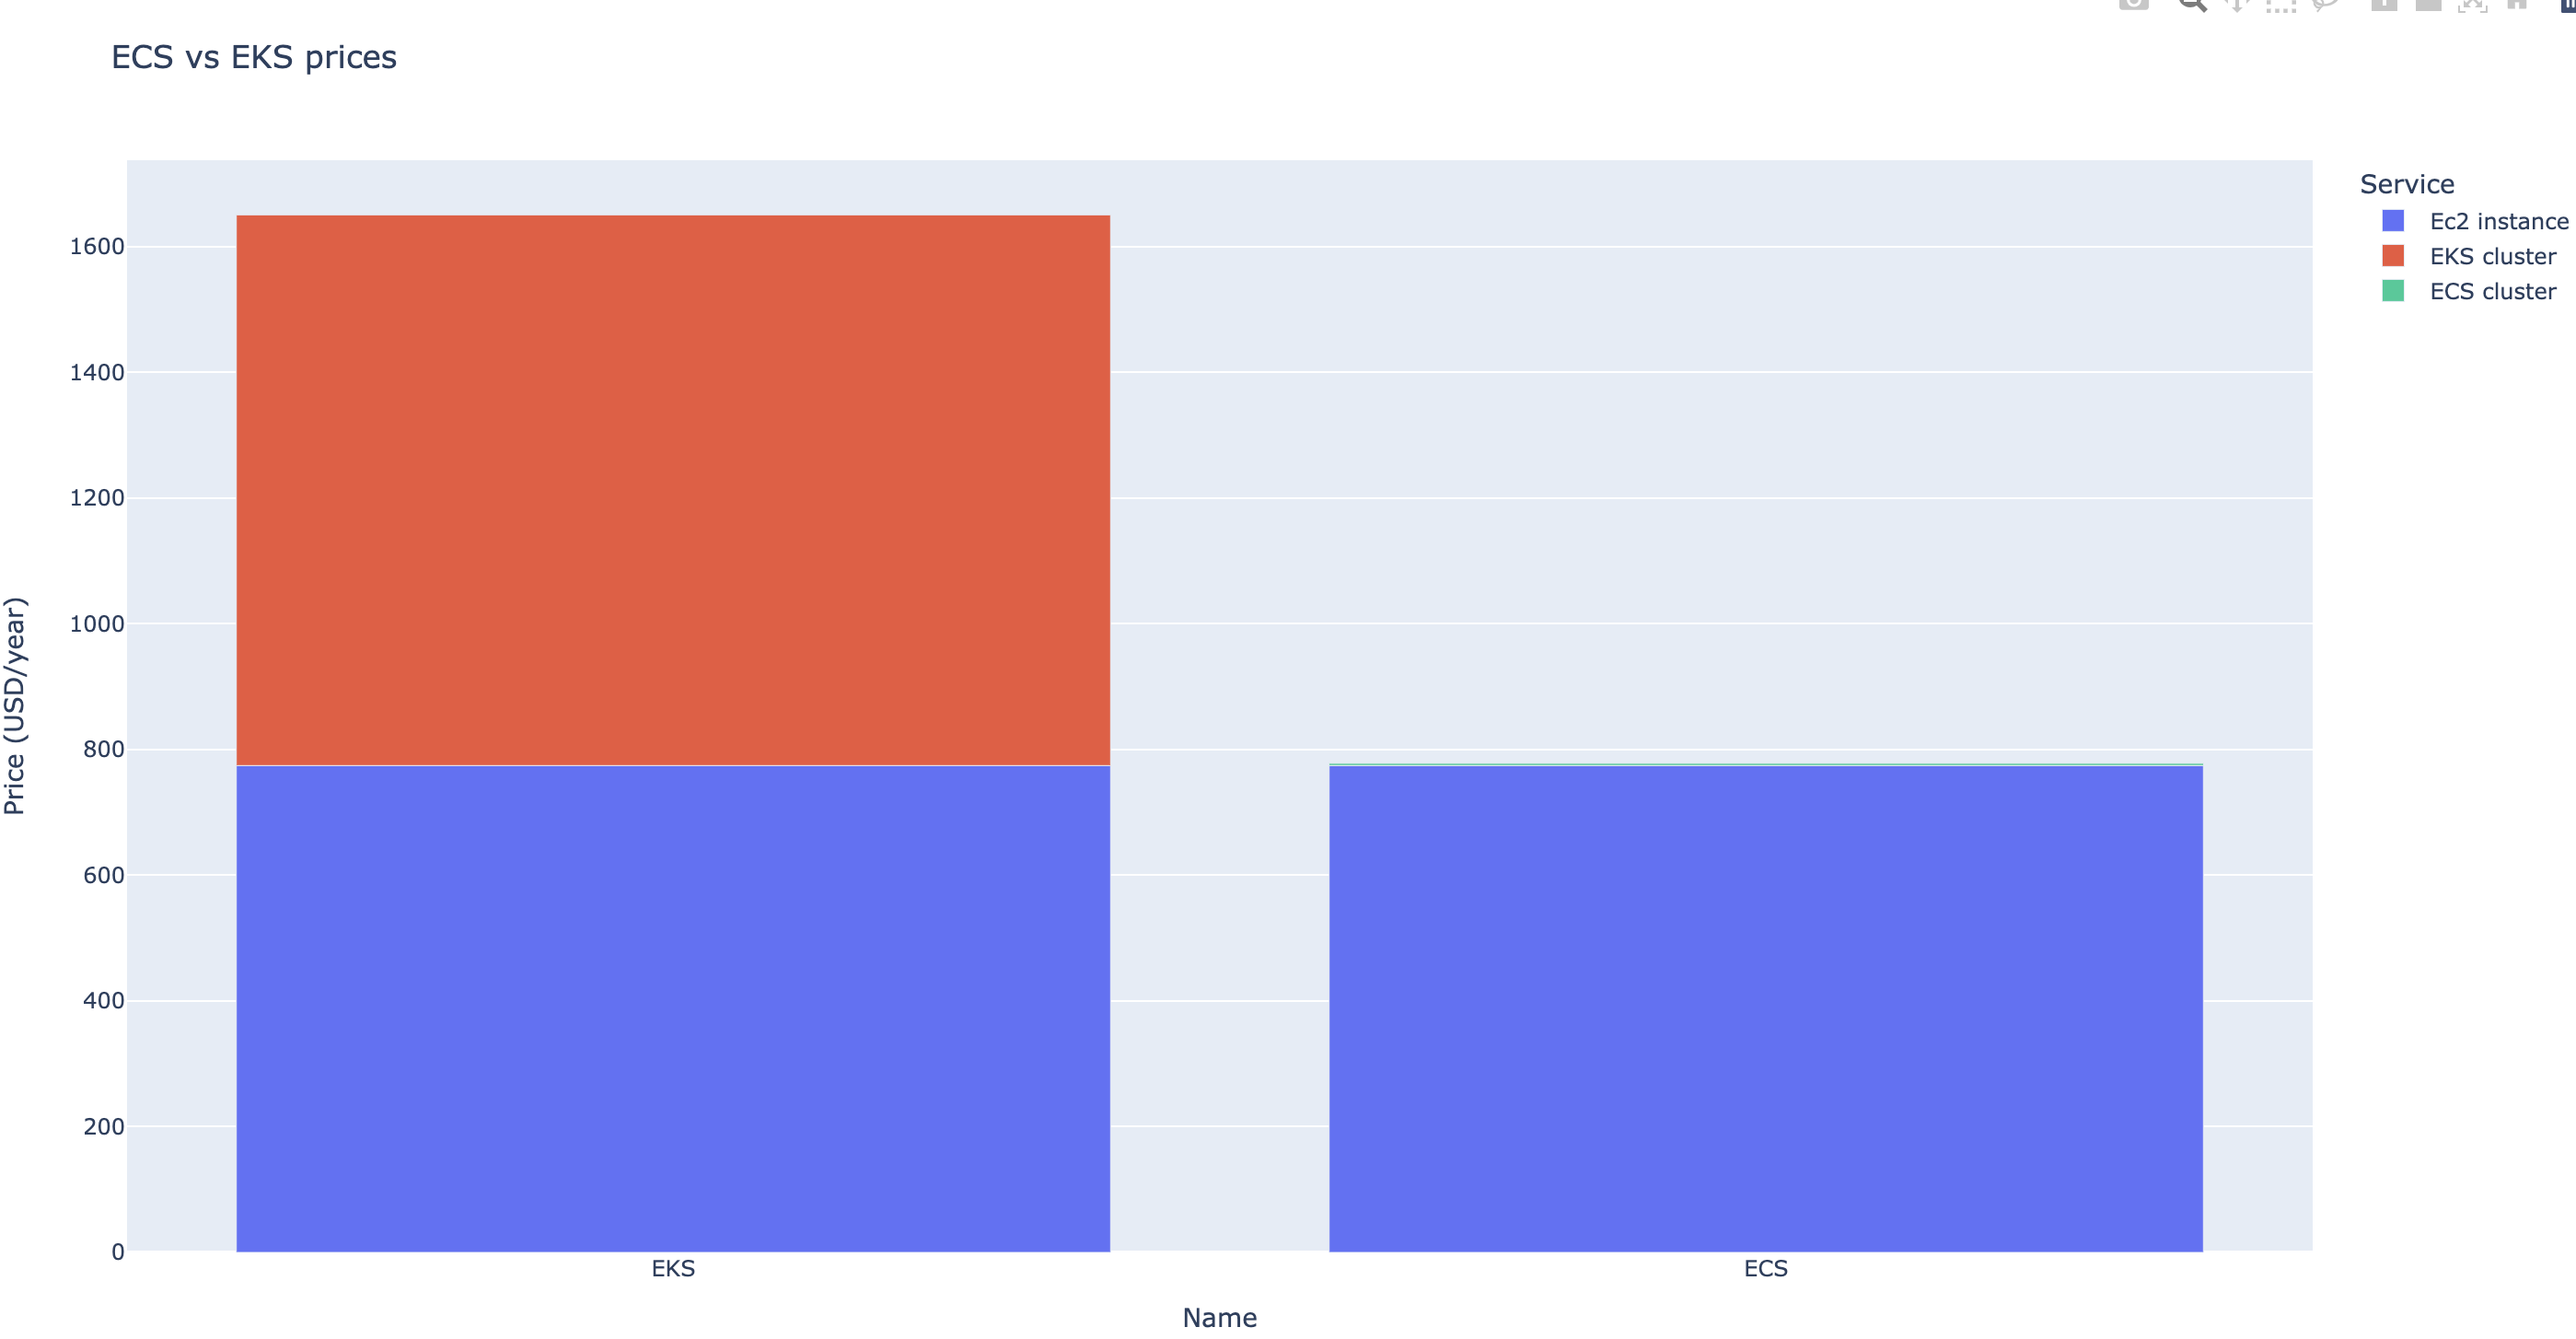 ECS vs EKS prices
Service
Ec2 instance
EKS cluster
ECS cluster
1600
1400
1200
1000
800
600
400
200
0
Price (USD/year)
EKS
ECS
Name